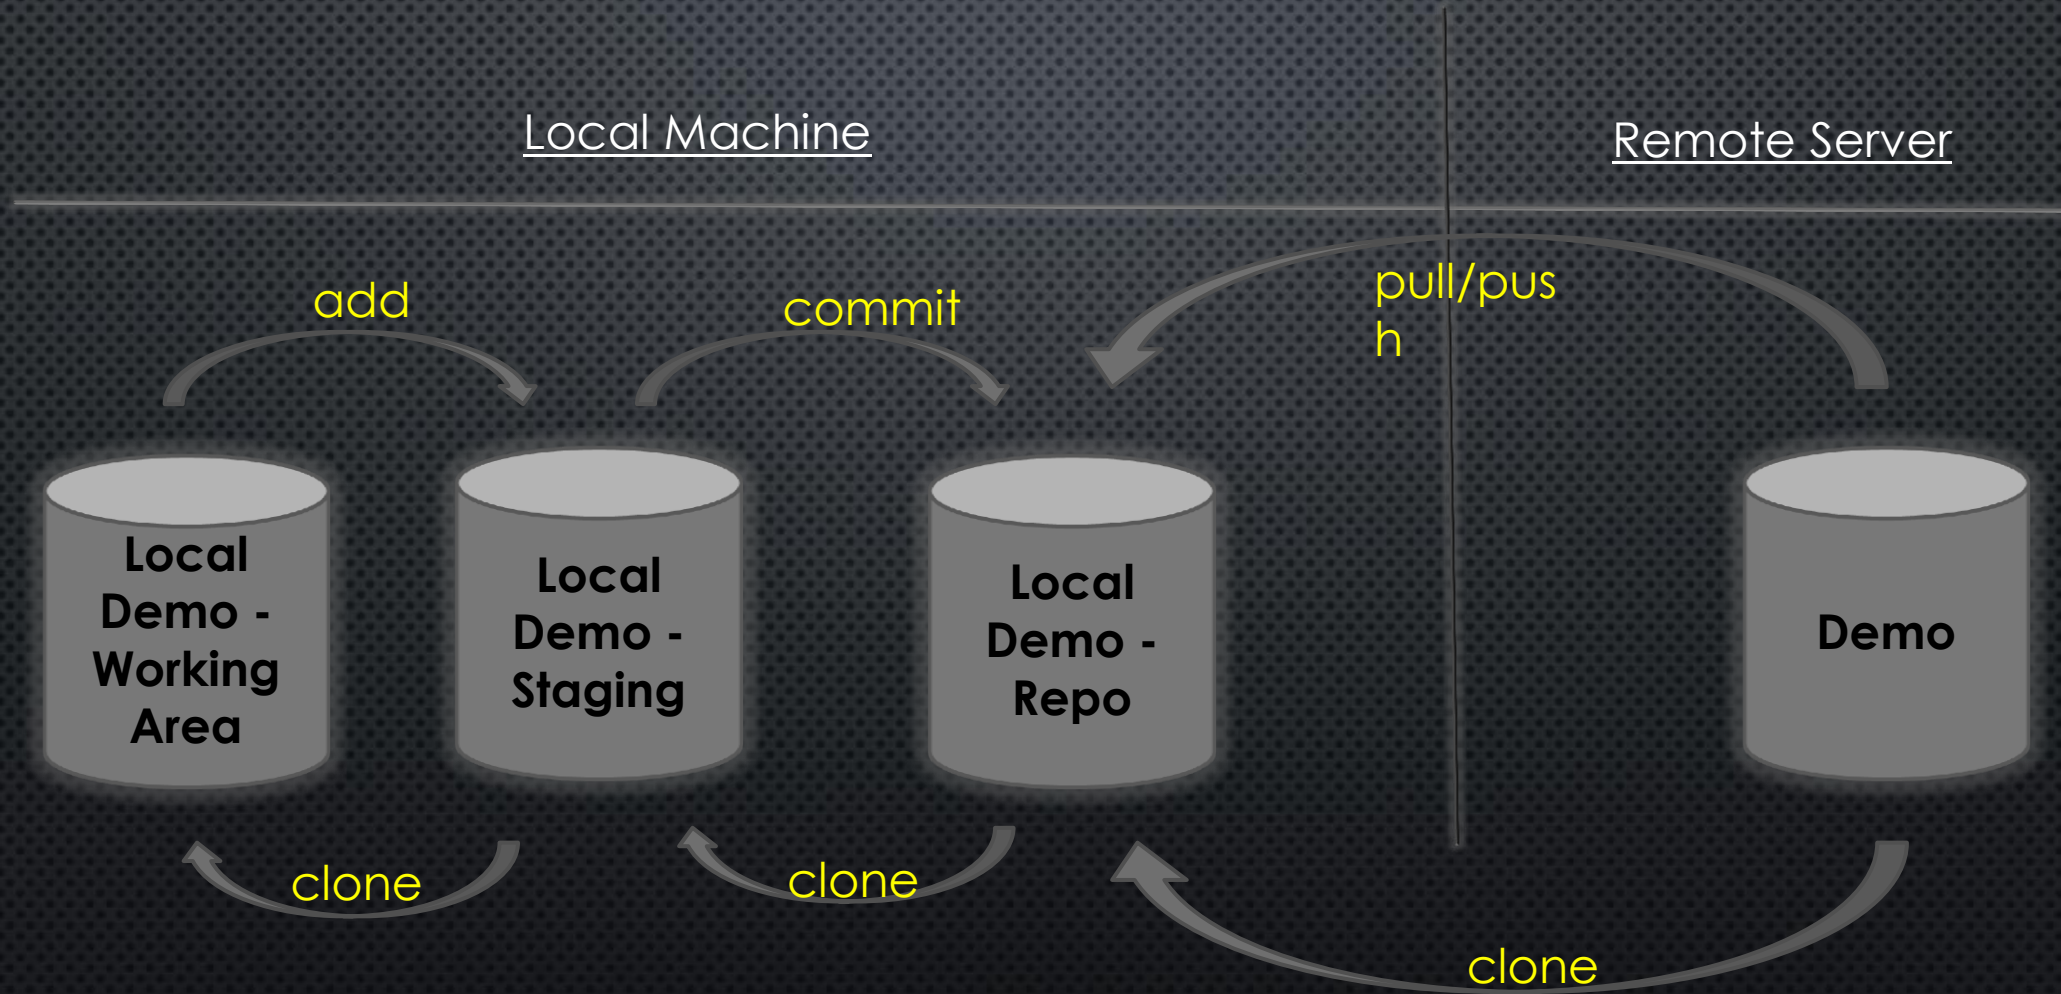 Local Machine
Remote Server
add
commit
pull/pus
h
Local
Demo -
Working
Area
Local
Demo -
Staging
Local
Demo -
Repo
Demo
clone
clone
clone